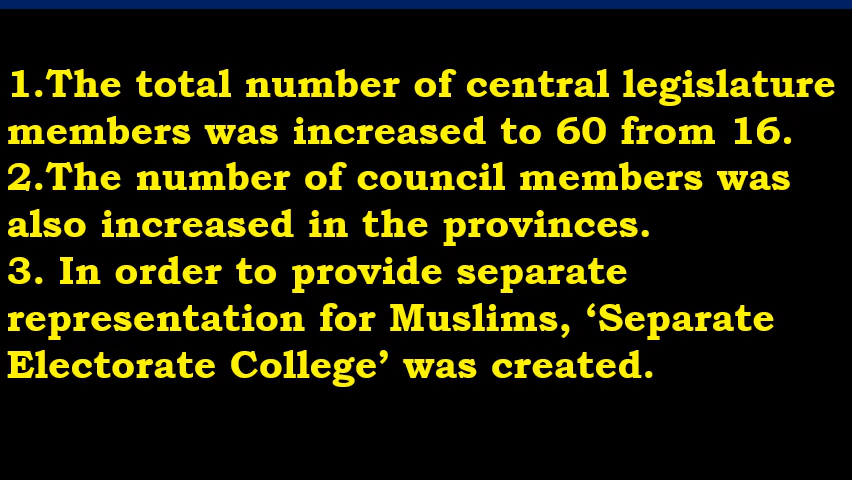 1.The total number of central legislature
members was increased to 60 from 16.
2.The number of council members was
also increased in the provinces.
3. In order to provide separate
representation for Muslims, ‘Separate
Electorate College’ was created.